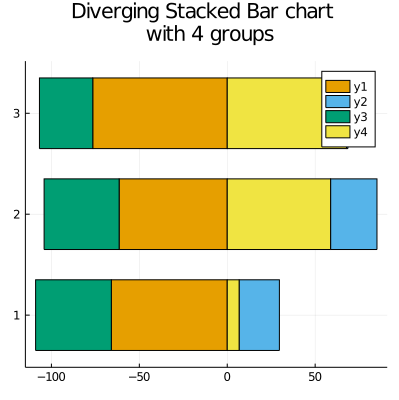 Diverging Stacked Bar chart
with 4 groups
y1
y2
y3
y4
3
2
1
−100
−50
0
50